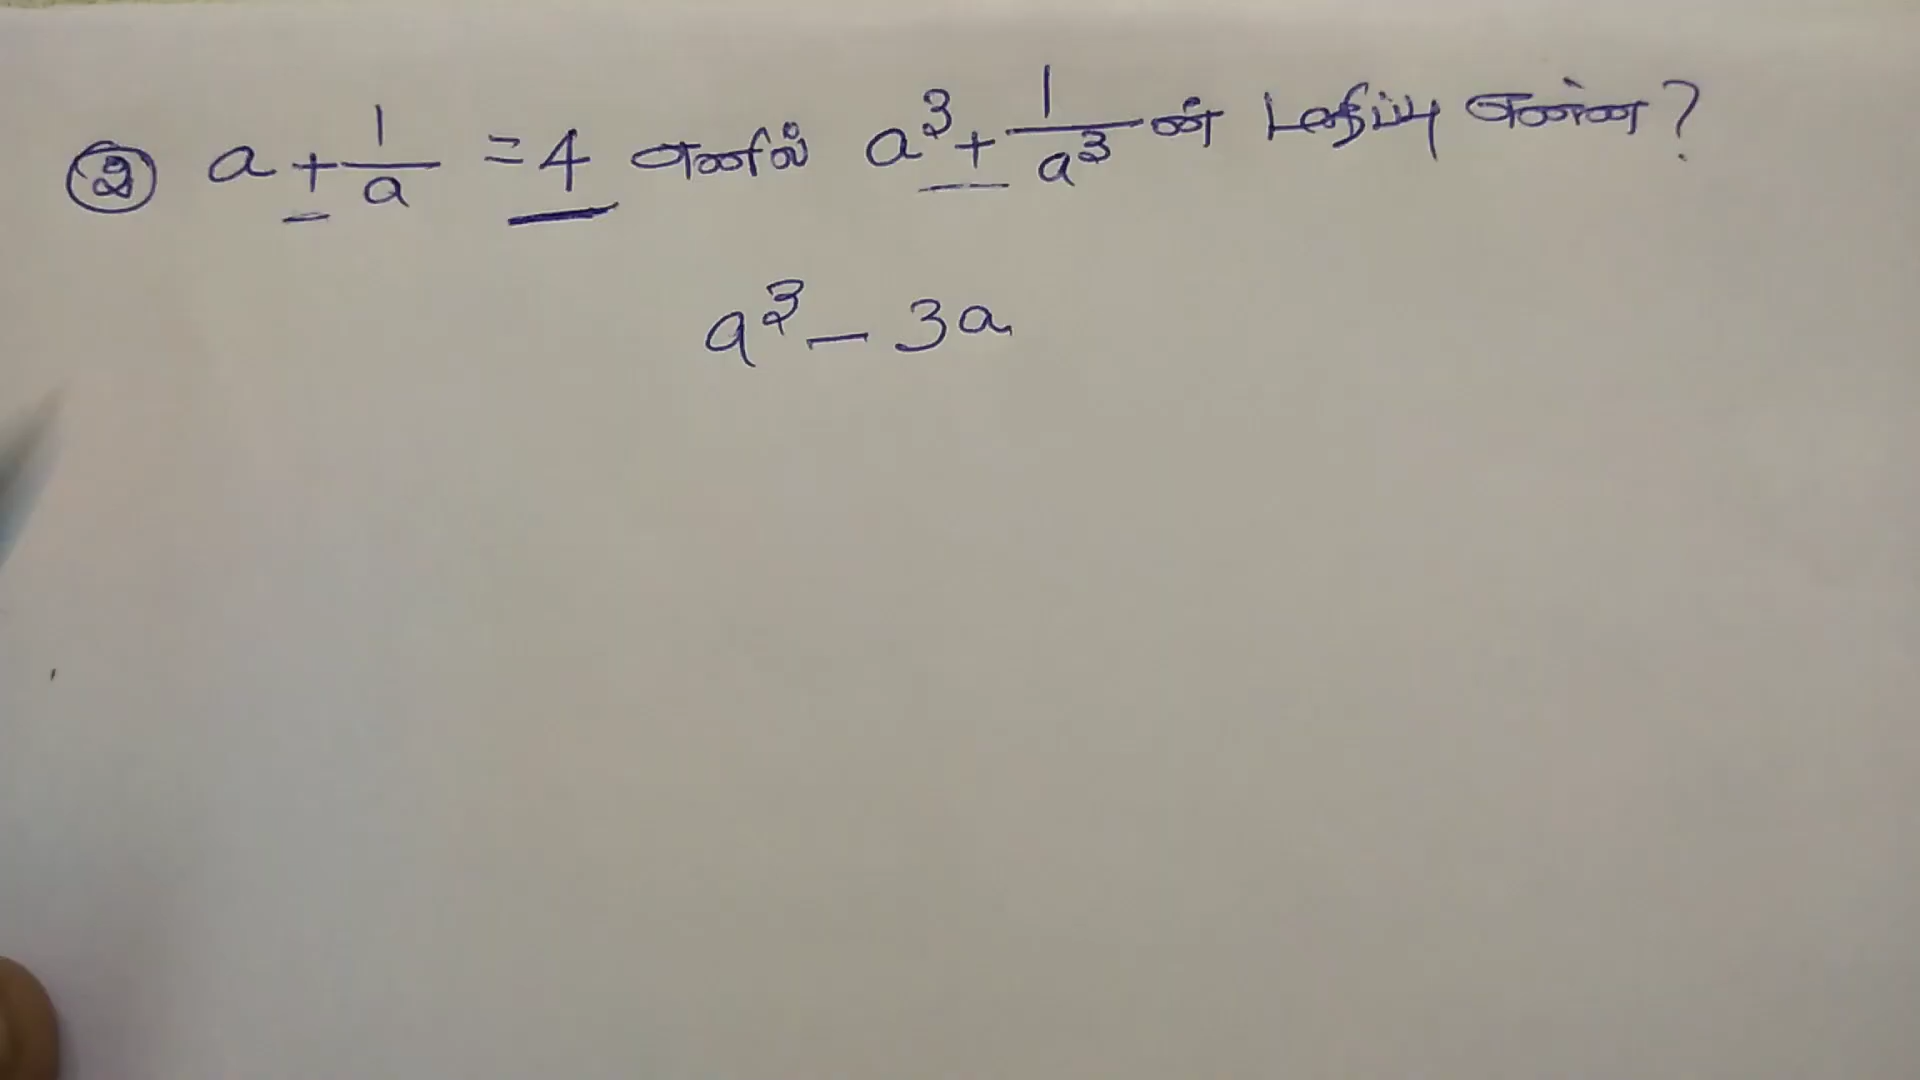 ② a + 1/a = 4 எனில் a³ + 1/a³ ன் மதிப்பு என்ன?
a³ - 3a